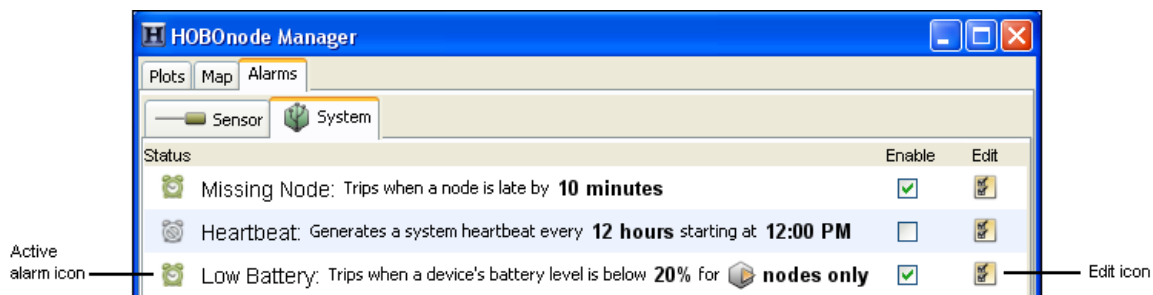 HOBOnode Manager
Plots Map Alarms
Sensor System
Status Enable Edit
Missing Node: Trips when a node is late by 10 minutes
Heartbeat: Generates a system heartbeat every 12 hours starting at 12:00 PM
Active
alarm icon
Low Battery: Trips when a device's battery level is below 20% for nodes only
Edit icon